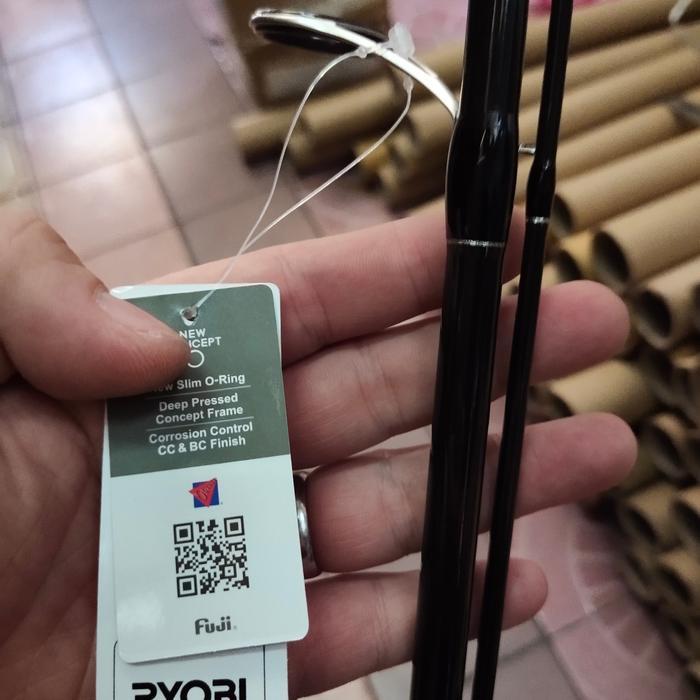 NEW
Slim O-Ring
Deep Pressed
Concept Frame
Corrosion Control
CC & BC Finish
Fuji
RYOBI